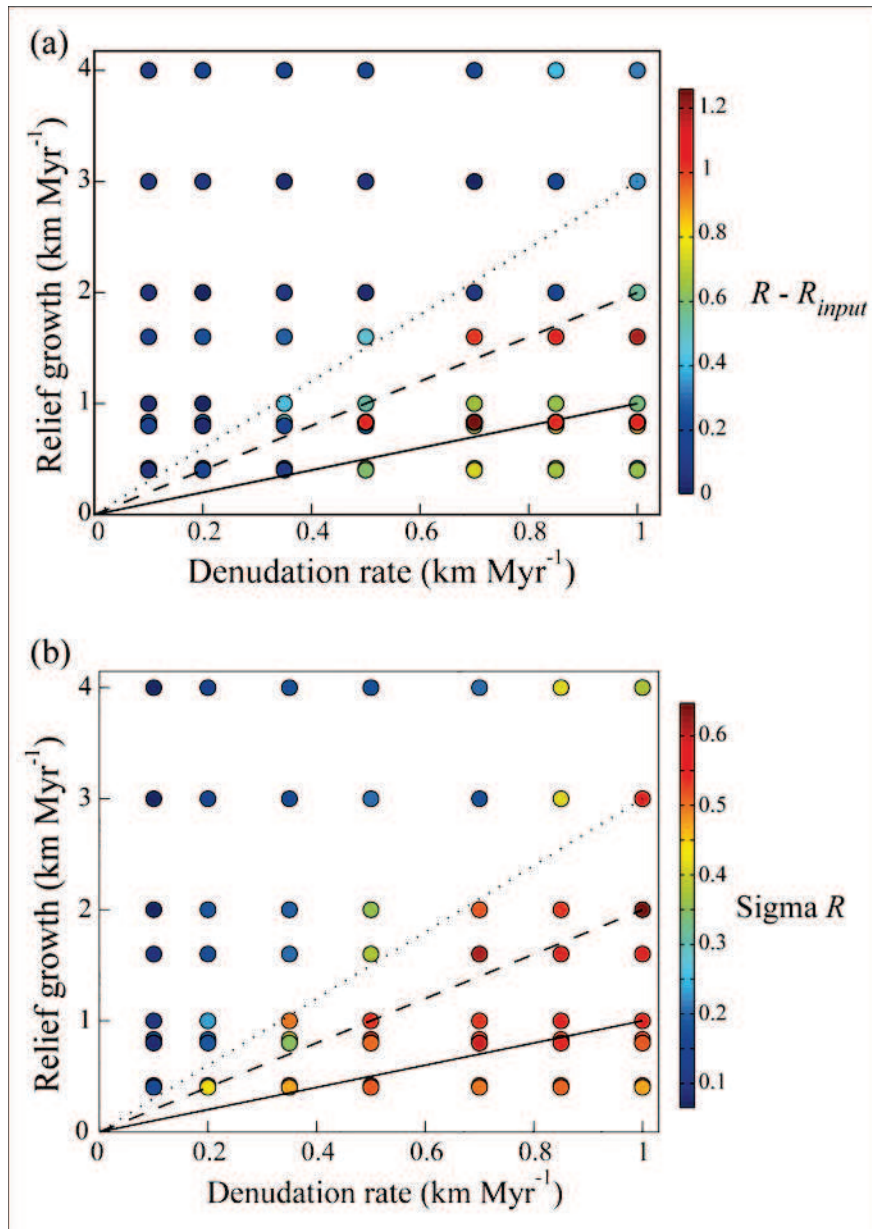 (a)
4
3
2
1
0
Relief growth (km Myr⁻¹)
0 0.2 0.4 0.6 0.8 1
Denudation rate (km Myr⁻¹)
1.2
1
0.8
0.6
0.4
0.2
0
R - R_input
(b)
4
3
2
1
0
Relief growth (km Myr⁻¹)
0 0.2 0.4 0.6 0.8 1
Denudation rate (km Myr⁻¹)
0.6
0.5
0.4
0.3
0.2
0.1
Sigma R